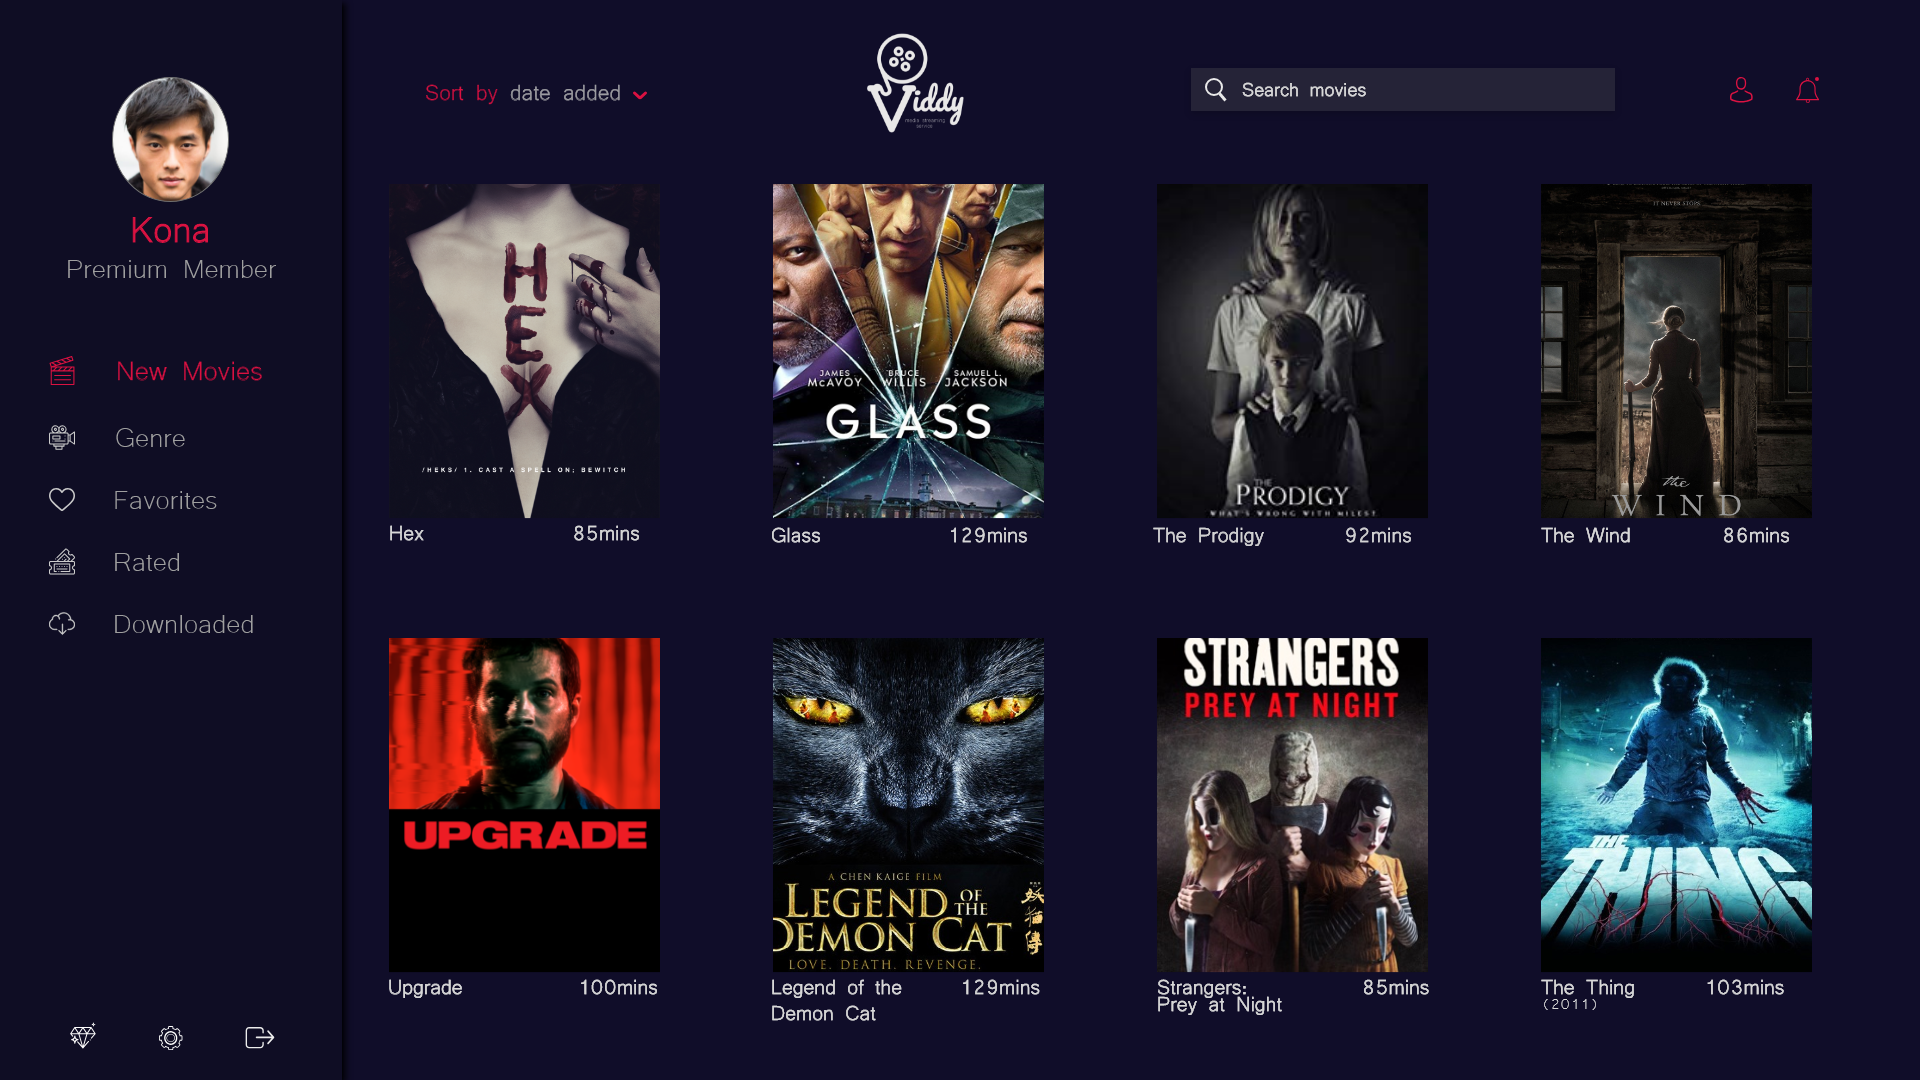 Kona
Premium Member
New Movies
Genre
Favorites
Rated
Downloaded
Sort by date added
Viddy
media streaming
service
Search movies
HEX
/HEKS/ 1. CAST A SPELL ON; BEWITCH
Hex 85mins
JAMES McAVOY BRUCE WILLIS SAMUEL L. JACKSON
GLASS
Glass 129mins
THE
PRODIGY
WHAT'S WRONG WITH MILES?
The Prodigy 92mins
IT NEVER STOPS
the
WIND
The Wind 86mins
UPGRADE
Upgrade 100mins
A CHEN KAIGE FILM
LEGEND OF THE
DEMON CAT
妖猫傳
LOVE. DEATH. REVENGE.
Legend of the 129mins
Demon Cat
STRANGERS
PREY AT NIGHT
Strangers: 85mins
Prey at Night
THE
THING
The Thing 103mins
(2011)